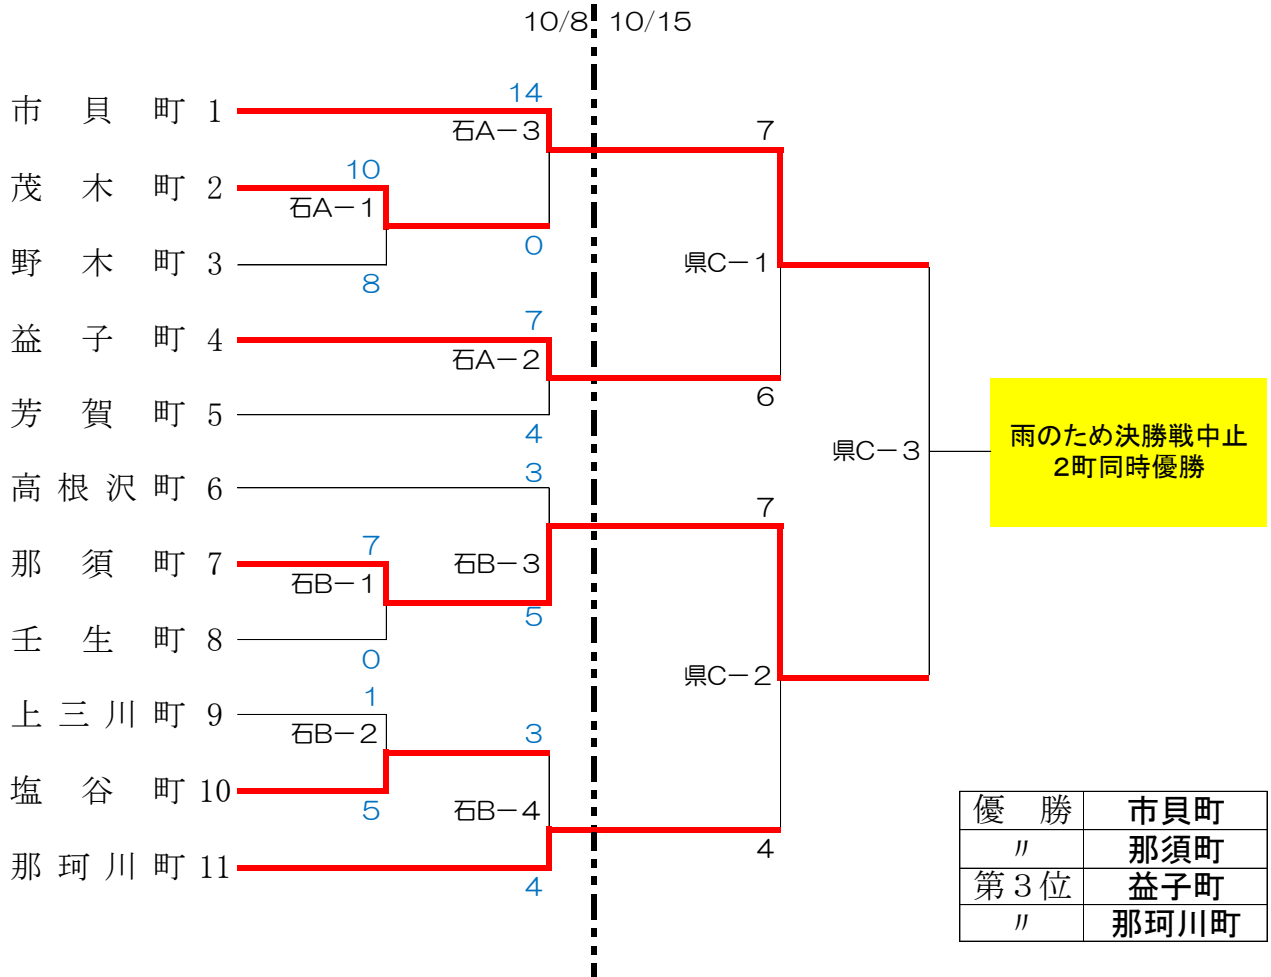 10/8 10/15
市貝町 1
14
石A－3
7
茂木町 2
10
石A－1
0
野木町 3
8
県C－1
益子町 4
7
石A－2
6
芳賀町 5
4
県C－3
雨のため決勝戦中止
2町同時優勝
高根沢町 6
3
7
那須町 7
7
石B－1
石B－3
5
壬生町 8
0
県C－2
上三川町 9
1
石B－2
3
塩谷町 10
5
石B－4
4
那珂川町 11
4
優勝 市貝町
〃 那須町
第3位 益子町
〃 那珂川町